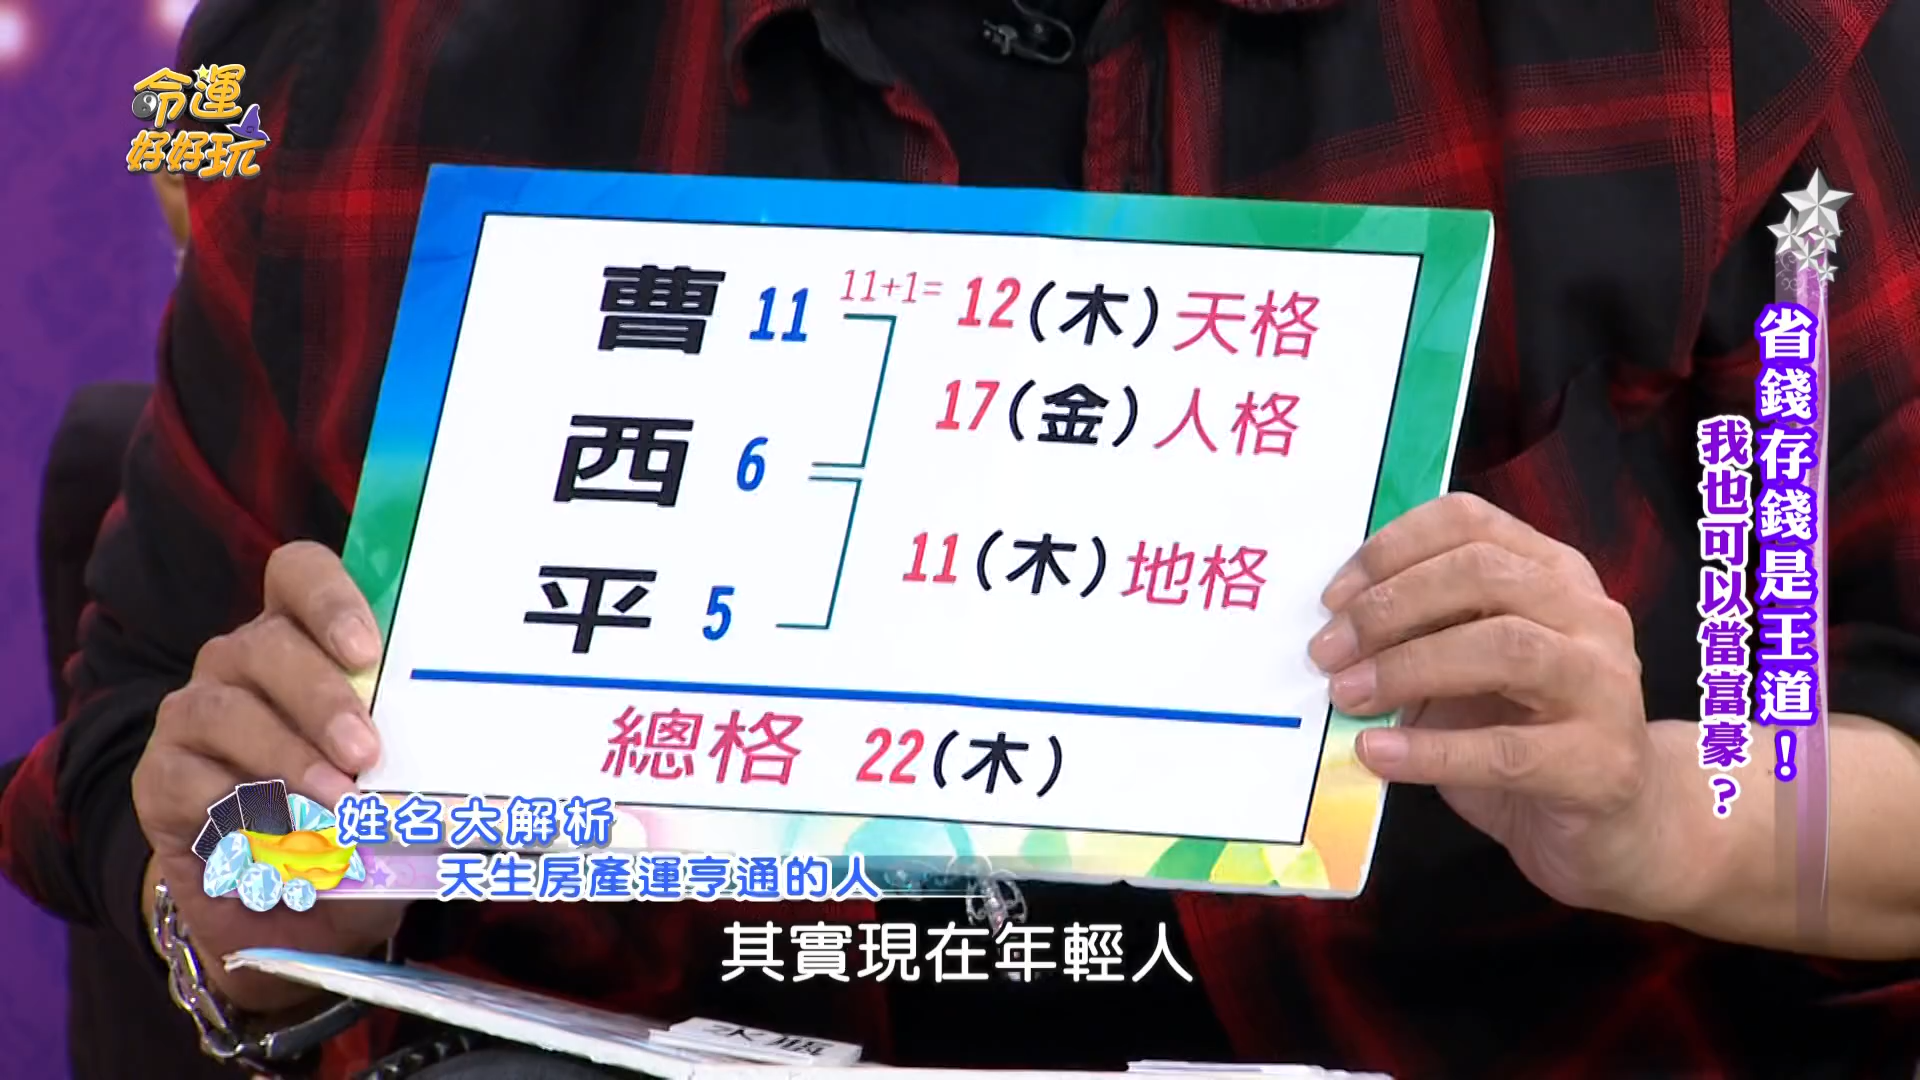 命運
好好玩
曹 11 11+1= 12(木)天格
17(金)人格
西 6
11(木)地格
平 5
總格 22(木)
省錢存錢是王道！
我也可以當富豪？
姓名大解析
天生房產運亨通的人
其實現在年輕人
水瓶